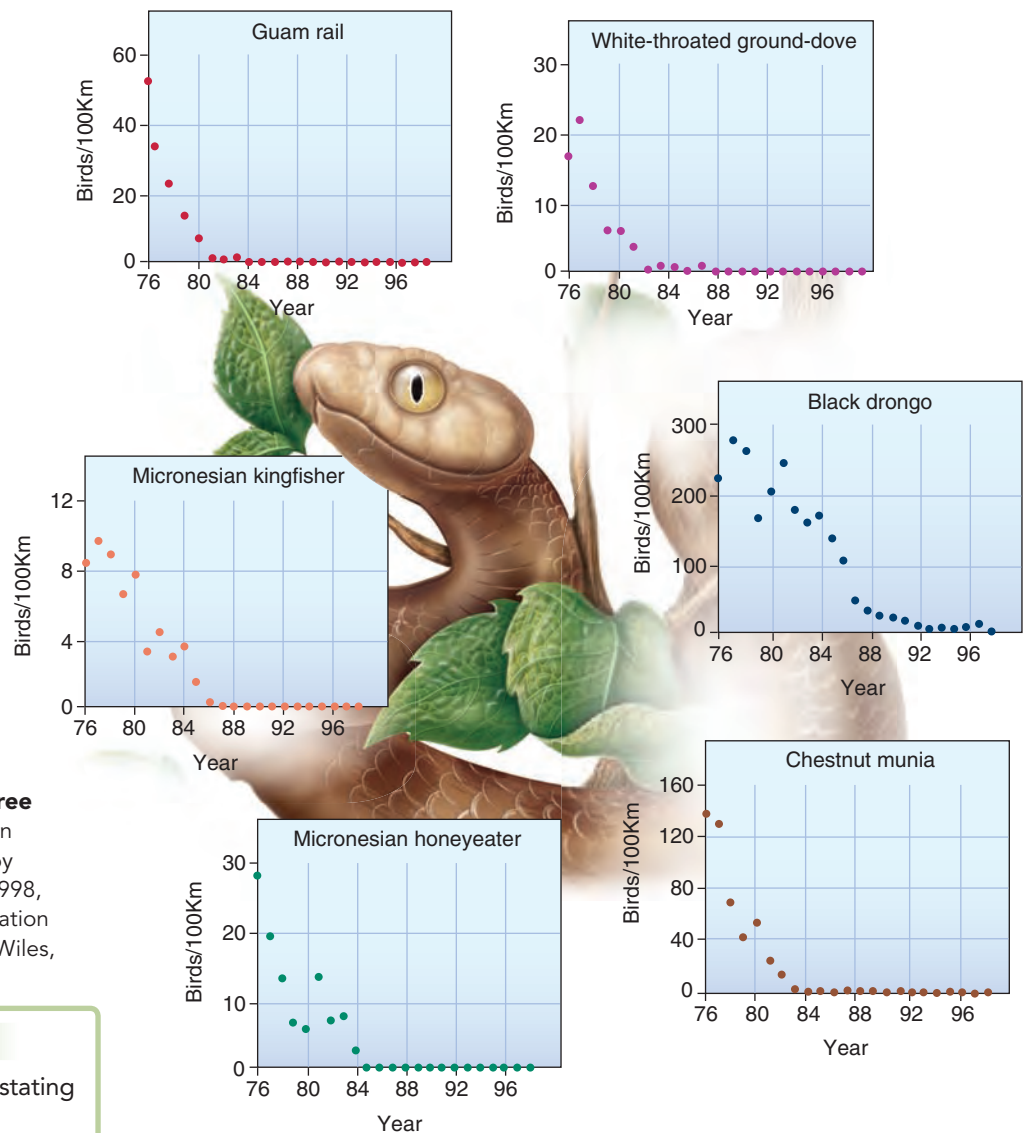 Guam rail
60
40
20
0
Birds/100Km
76 80 84 88 92 96
Year
White-throated ground-dove
30
20
10
0
Birds/100Km
76 80 84 88 92 96
Year
Black drongo
300
200
100
0
Birds/100Km
76 80 84 88 92 96
Year
Micronesian kingfisher
12
8
4
0
Birds/100Km
76 80 84 88 92 96
Year
Chestnut munia
160
120
80
40
0
Birds/100Km
76 80 84 88 92 96
Year
Micronesian honeyeater
30
20
10
0
Birds/100Km
76 80 84 88 92 96
Year
ree
n
by
998,
ation
Wiles,
stating